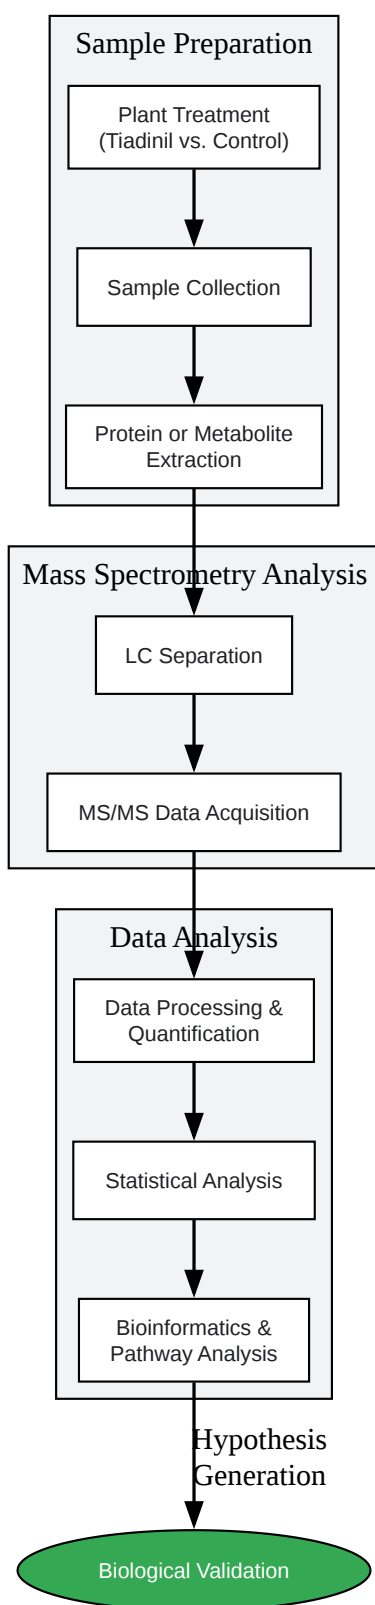 Sample Preparation
Plant Treatment
(Tiadinil vs. Control)
Sample Collection
Protein or Metabolite
Extraction
Mass Spectrometry Analysis
LC Separation
MS/MS Data Acquisition
Data Analysis
Data Processing &
Quantification
Statistical Analysis
Bioinformatics &
Pathway Analysis
Hypothesis
Generation
Biological Validation